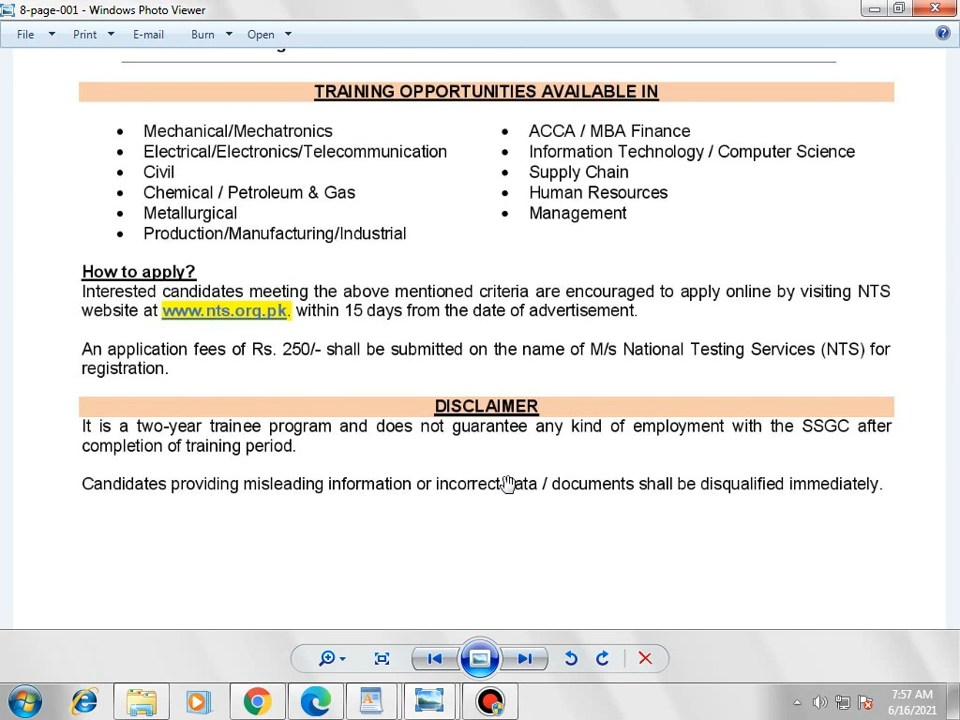 8-page-001 - Windows Photo Viewer
File Print E-mail Burn Open
TRAINING OPPORTUNITIES AVAILABLE IN
• Mechanical/Mechatronics
• Electrical/Electronics/Telecommunication
• Civil
• Chemical / Petroleum & Gas
• Metallurgical
• Production/Manufacturing/Industrial
• ACCA / MBA Finance
• Information Technology / Computer Science
• Supply Chain
• Human Resources
• Management
How to apply?
Interested candidates meeting the above mentioned criteria are encouraged to apply online by visiting NTS
website at www.nts.org.pk. within 15 days from the date of advertisement.
An application fees of Rs. 250/- shall be submitted on the name of M/s National Testing Services (NTS) for
registration.
DISCLAIMER
It is a two-year trainee program and does not guarantee any kind of employment with the SSGC after
completion of training period.
Candidates providing misleading information or incorrect data / documents shall be disqualified immediately.
7:57 AM
6/16/2021